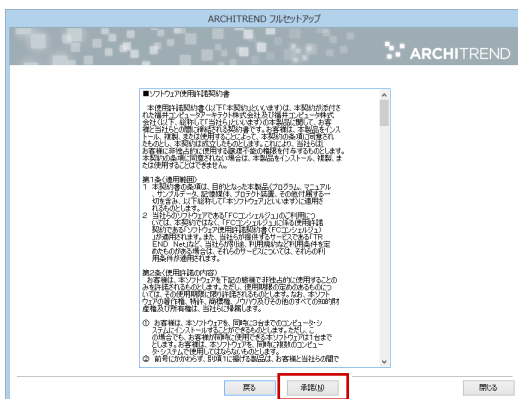 ARCHITREND フルセットアップ
ARCHITREND
■ソフトウェア使用許諾契約書
本使用許諾契約書(以下「本契約」といいます)は、本契約が添付さ
れた福井コンピュータアーキテクト株式会社及び福井コンピュータ株式
会社(以下、総称して「当社ら」といいます)の本製品に関して、お客
様と当社らとの間に締結される契約書です。お客様は、本製品をインス
トール、複製、または使用することによって、本契約の条項に同意され
たものとし、本契約は成立したものとします。これにより、当社らは、
お客様に非独占的に使用する譲渡不能の権限を付与するものとします。
本契約の条項に同意されない場合は、本製品をインストール、複製、ま
たは使用することはできません。
第1条(適用範囲)
1 本契約書の条項は、目的となった本製品(プログラム、マニュアル
、サンプルデータ、記憶媒体、プロテクト装置、その他付属する一
切を含み、以下総称して「本ソフトウェア」といいます)に適用さ
れるものとします。
2 当社らのソフトウェアである「FCコンシェルジュ」のご利用につ
いては、本契約ではなく、「FCコンシェルジュ」に係る使用許諾
契約である「ソフトウェア使用許諾契約書(FCコンシェルジュ)
」が適用されます。また、当社らが提供するサービスである「TR
END Net」など、当社らが別途、利用規約など利用条件を定
めたものがある場合は、それらのサービスについては、それらの利
用条件が適用されます。
第2条(使用許諾の内容)
お客様は、本ソフトウェアを下記の態様で非独占的に使用することの
みを許諾されるものとします。ただし、使用期限の定めのあるものにつ
いては、その使用期限に限り許諾されるものとします。なお、本ソフト
ウェアの著作権、特許、商標権、ノウハウ及びその他のすべての知的財
産権及び所有権は、当社らに帰属します。
① お客様は、本ソフトウェアを、同時に3台までのコンピュータ・シ
ステムにインストールすることができるものとします。ただし、こ
の場合でも、お客様が同時に使用できる本ソフトウェアは1台まで
とします。お客様は、本ソフトウェアを、同時に複数のコンピュー
タ・システムで使用してはならないものとします。
② 前号にかかわらず、別項1に掲げる製品は、お客様と当社らの間で
戻る
承諾(N)
閉じる